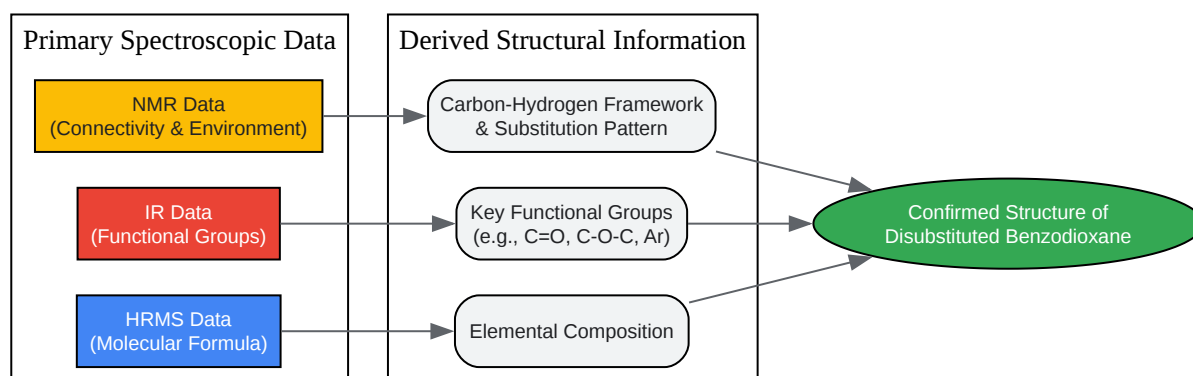 Primary Spectroscopic Data
Derived Structural Information
NMR Data
(Connectivity & Environment)
Carbon-Hydrogen Framework
& Substitution Pattern
IR Data
(Functional Groups)
Key Functional Groups
(e.g., C=O, C-O-C, Ar)
Confirmed Structure of
Disubstituted Benzodioxane
HRMS Data
(Molecular Formula)
Elemental Composition